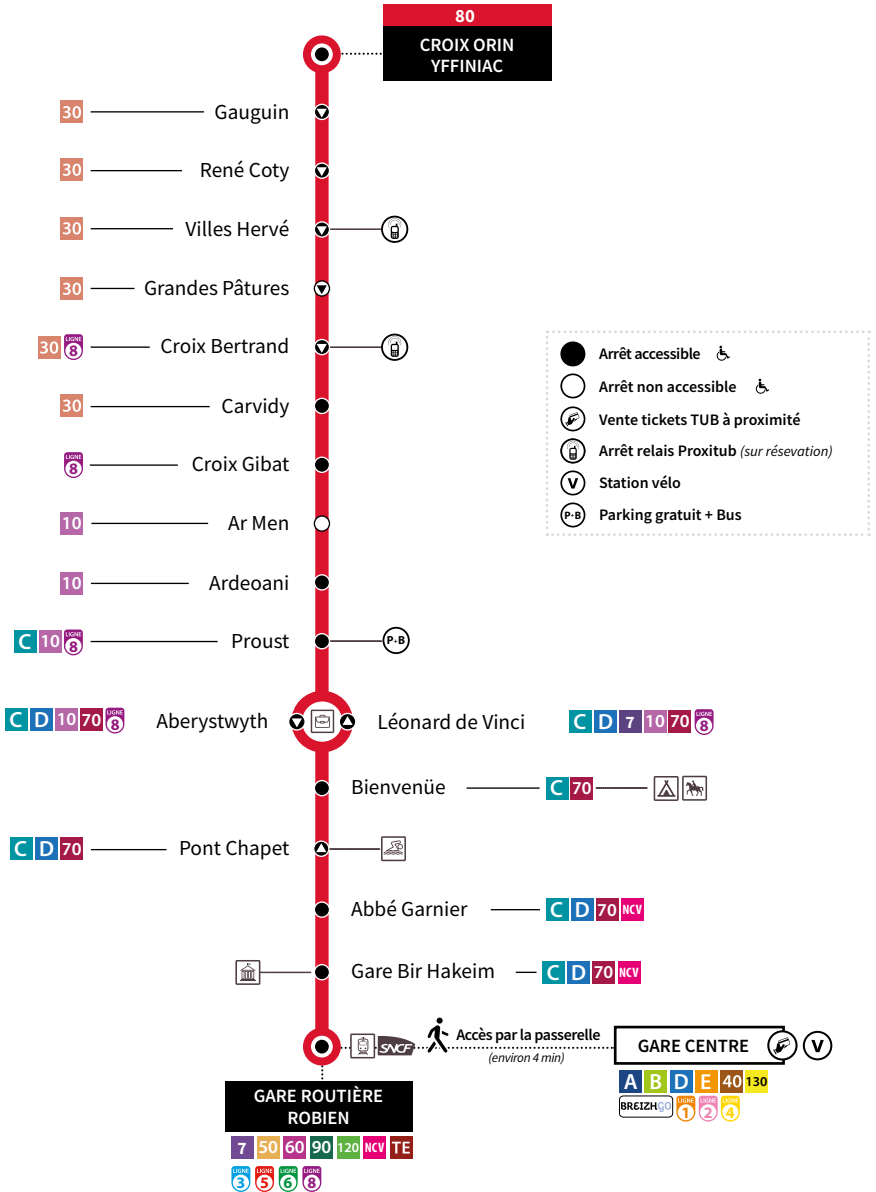 80
CROIX ORIN
YFFINIAC
30 Gauguin
30 René Coty
30 Villes Hervé
30 Grandes Pâtures
30 LIGNE 8 Croix Bertrand
30 Carvidy
LIGNE 8 Croix Gibat
10 Ar Men
10 Ardeoani
C 10 LIGNE 8 Proust P+B
C D 10 70 LIGNE 8 Aberystwyth Léonard de Vinci C D 7 10 70 LIGNE 8
Bienvenüe C 70
C D 70 Pont Chapet
Abbé Garnier C D 70 NCV
Gare Bir Hakeim C D 70 NCV
SNCF Accès par la passerelle
(environ 4 min)
GARE CENTRE V
A B D E 40 130
BREIZHGO LIGNE 1 LIGNE 2 LIGNE 4
GARE ROUTIÈRE
ROBIEN
7 50 60 90 120 NCV TE
LIGNE 3 LIGNE 5 LIGNE 6 LIGNE 8
Arrêt accessible
Arrêt non accessible
Vente tickets TUB à proximité
Arrêt relais Proxitub (sur résevation)
V Station vélo
P+B Parking gratuit + Bus